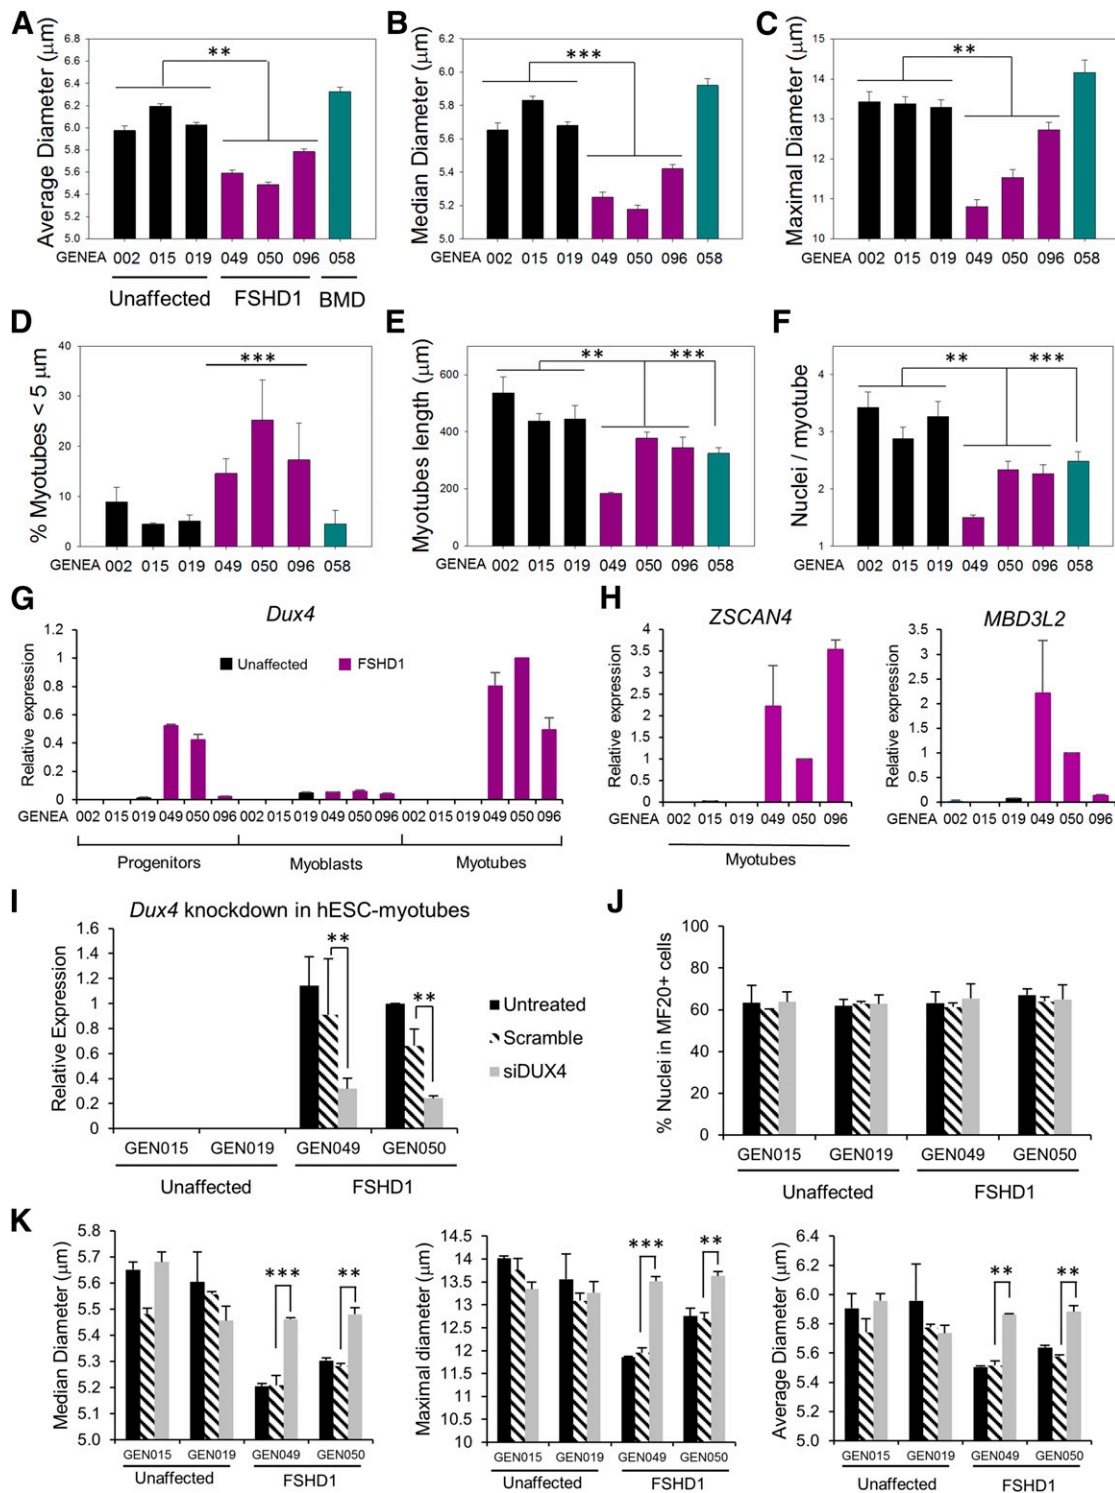 A
Average Diameter (μm)
6.8
6.6
6.4
6.2
6.0
5.8
5.6
5.4
5.2
5.0
**
GENEA 002 015 019 049 050 096 058
Unaffected FSHD1 BMD
B
Median Diameter (μm)
6.2
6.0
5.8
5.6
5.4
5.2
5.0
***
GENEA 002 015 019 049 050 096 058
C
Maximal Diameter (μm)
15
14
13
12
11
10
**
GENEA 002 015 019 049 050 096 058
D
% Myotubes < 5 μm
40
30
20
10
0
***
GENEA 002 015 019 049 050 096 058
E
Myotubes length (μm)
600
400
200
0
** ***
GENEA 002 015 019 049 050 096 058
F
Nuclei / myotube
4
3
2
1
** ***
GENEA 002 015 019 049 050 096 058
G
Dux4
Relative expression
1.2
1
0.8
0.6
0.4
0.2
0
Unaffected FSHD1
GENEA 002 015 019 049 050 096 002 015 019 049 050 096 002 015 019 049 050 096
Progenitors Myoblasts Myotubes
H
ZSCAN4
Relative expression
4
3.5
3
2.5
2
1.5
1
0.5
0
GENEA 002 015 019 049 050 096
Myotubes
MBD3L2
Relative expression
3.5
3
2.5
2
1.5
1
0.5
0
002 015 019 049 050 096
I
Dux4 knockdown in hESC-myotubes
Relative Expression
1.6
1.4
1.2
1
0.8
0.6
0.4
0.2
0
** **
Untreated
Scramble
siDUX4
GEN015 GEN019 GEN049 GEN050
Unaffected FSHD1
J
% Nuclei in MF20+ cells
100
80
60
40
20
0
GEN015 GEN019 GEN049 GEN050
Unaffected FSHD1
K
Median Diameter (μm)
5.8
5.7
5.6
5.5
5.4
5.3
5.2
5.1
5.0
*** **
GEN015 GEN019 GEN049 GEN050
Unaffected FSHD1
Maximal diameter (μm)
14.5
14
13.5
13
12.5
12
11.5
11
10.5
10
*** **
GEN015 GEN019 GEN049 GEN050
Unaffected FSHD1
Average Diameter (μm)
6.4
6.2
6.0
5.8
5.6
5.4
5.2
5.0
** **
GEN015 GEN019 GEN049 GEN050
Unaffected FSHD1